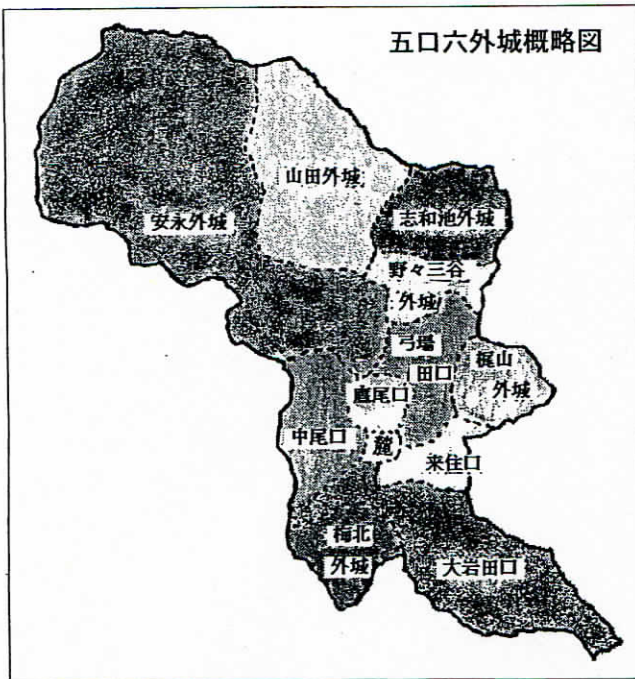 五口六外城概略図
山田外城
安永外城
志和池外城
野々三谷
外城
弓場
田口
梶山
外城
鷹尾口
中尾口
麓
来住口
梅北
外城
大岩田口